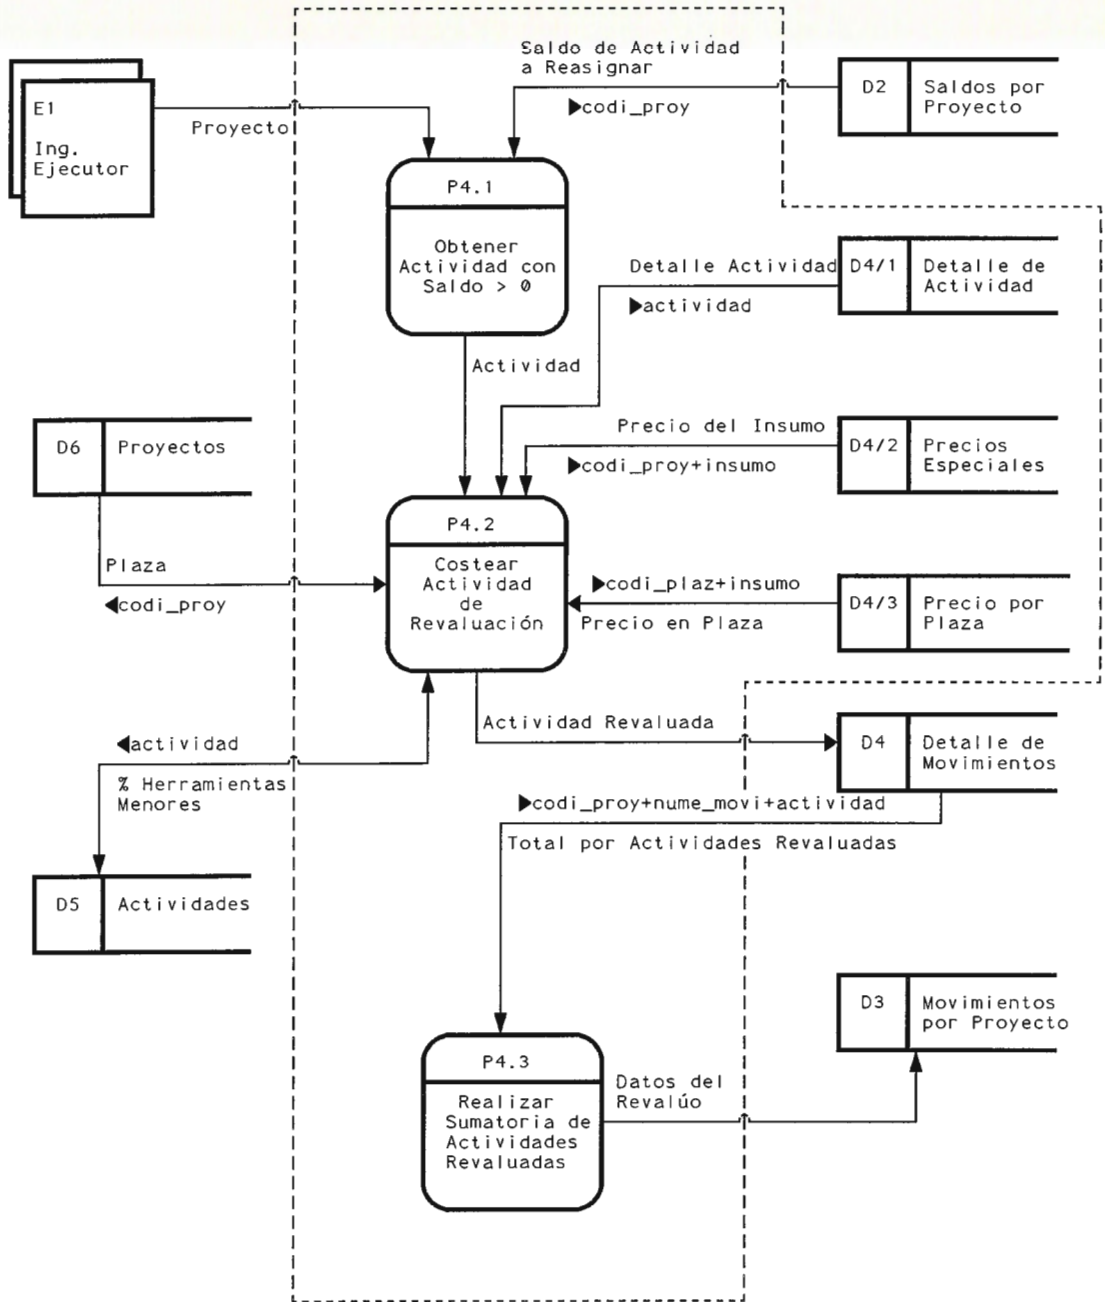 Saldo de Actividad
a Reasignar
▶codi_proy
D2
Saldos por
Proyecto
E1
Ing.
Ejecutor
Proyecto
P4.1
Obtener
Actividad con
Saldo > 0
Detalle Actividad
▶actividad
D4/1
Detalle de
Actividad
Actividad
D6
Proyectos
Precio del Insumo
▶codi_proy+insumo
D4/2
Precios
Especiales
P4.2
Costear
Actividad
de
Revaluación
Plaza
◀codi_proy
▶codi_plaz+insumo
Precio en Plaza
D4/3
Precio por
Plaza
Actividad Revaluada
D4
Detalle de
Movimientos
◀actividad
% Herramientas
Menores
▶codi_proy+nume_movi+actividad
Total por Actividades Revaluadas
D5
Actividades
D3
Movimientos
por Proyecto
P4.3
Realizar
Sumatoria de
Actividades
Revaluadas
Datos del
Revalúo